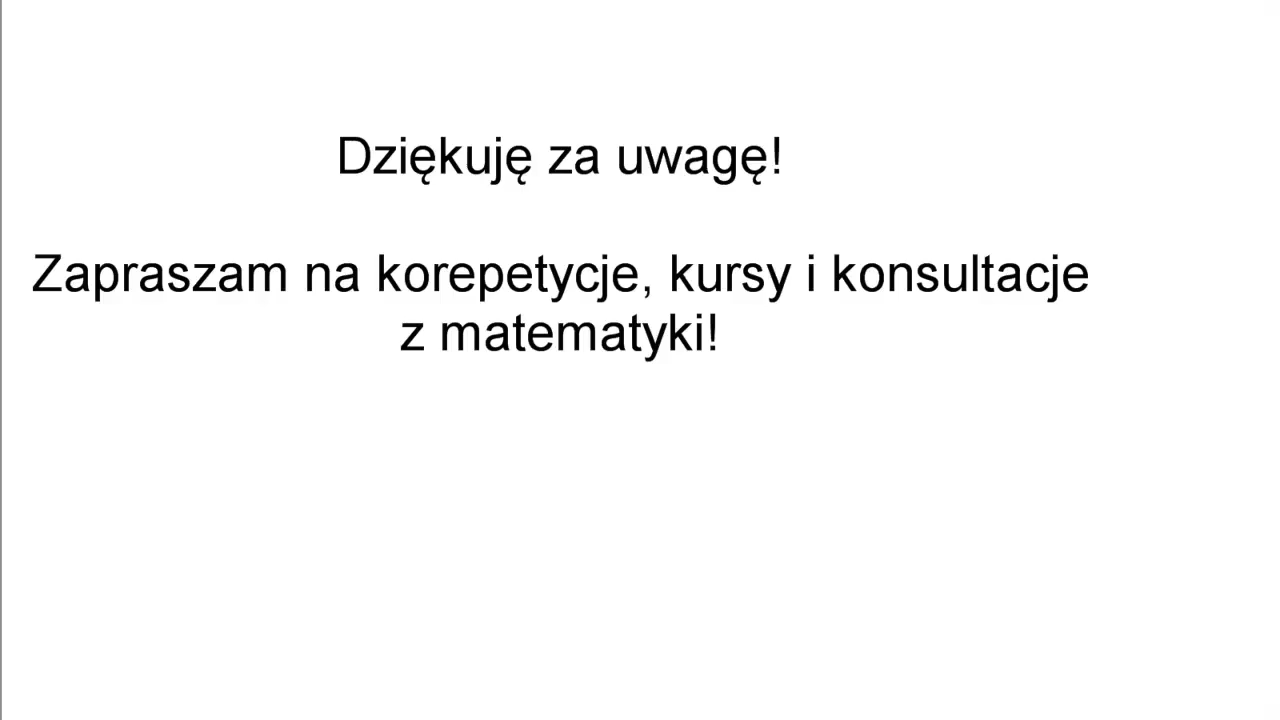 Dziękuję za uwagę!
Zapraszam na korepetycje, kursy i konsultacje
z matematyki!